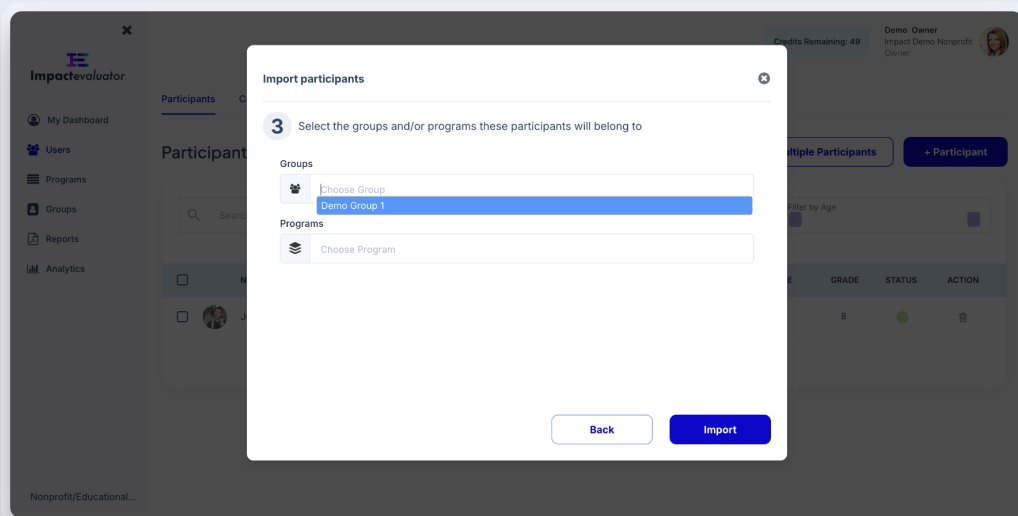 Impactevaluator
My Dashboard
Users
Programs
Groups
Reports
Analytics
Nonprofit/Educational...
Credits Remaining: 49
Demo Owner
Impact Demo Nonprofit
Owner
Participants
Participant
+ Participant
Participants
Filter by Age
GRADE STATUS ACTION
8
Import participants
3 Select the groups and/or programs these participants will belong to
Groups
Choose Group
Demo Group 1
Programs
Choose Program
Back Import